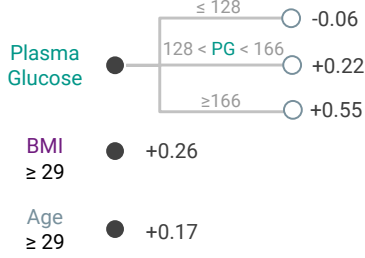 ≤ 128
-0.06
Plasma
Glucose
128 < PG < 166
+0.22
≥166
+0.55
BMI
≥ 29
+0.26
Age
≥ 29
+0.17